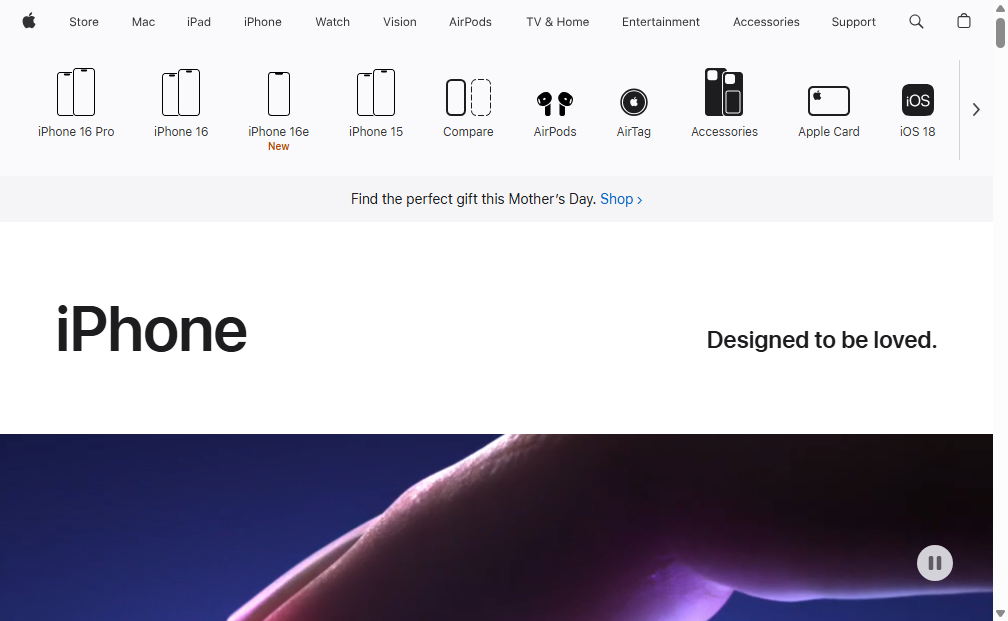 Store Mac iPad iPhone Watch Vision AirPods TV & Home Entertainment Accessories Support
iOS
iPhone 16 Pro iPhone 16 iPhone 16e iPhone 15 Compare AirPods AirTag Accessories Apple Card iOS 18
New
Find the perfect gift this Mother’s Day. Shop >
iPhone
Designed to be loved.